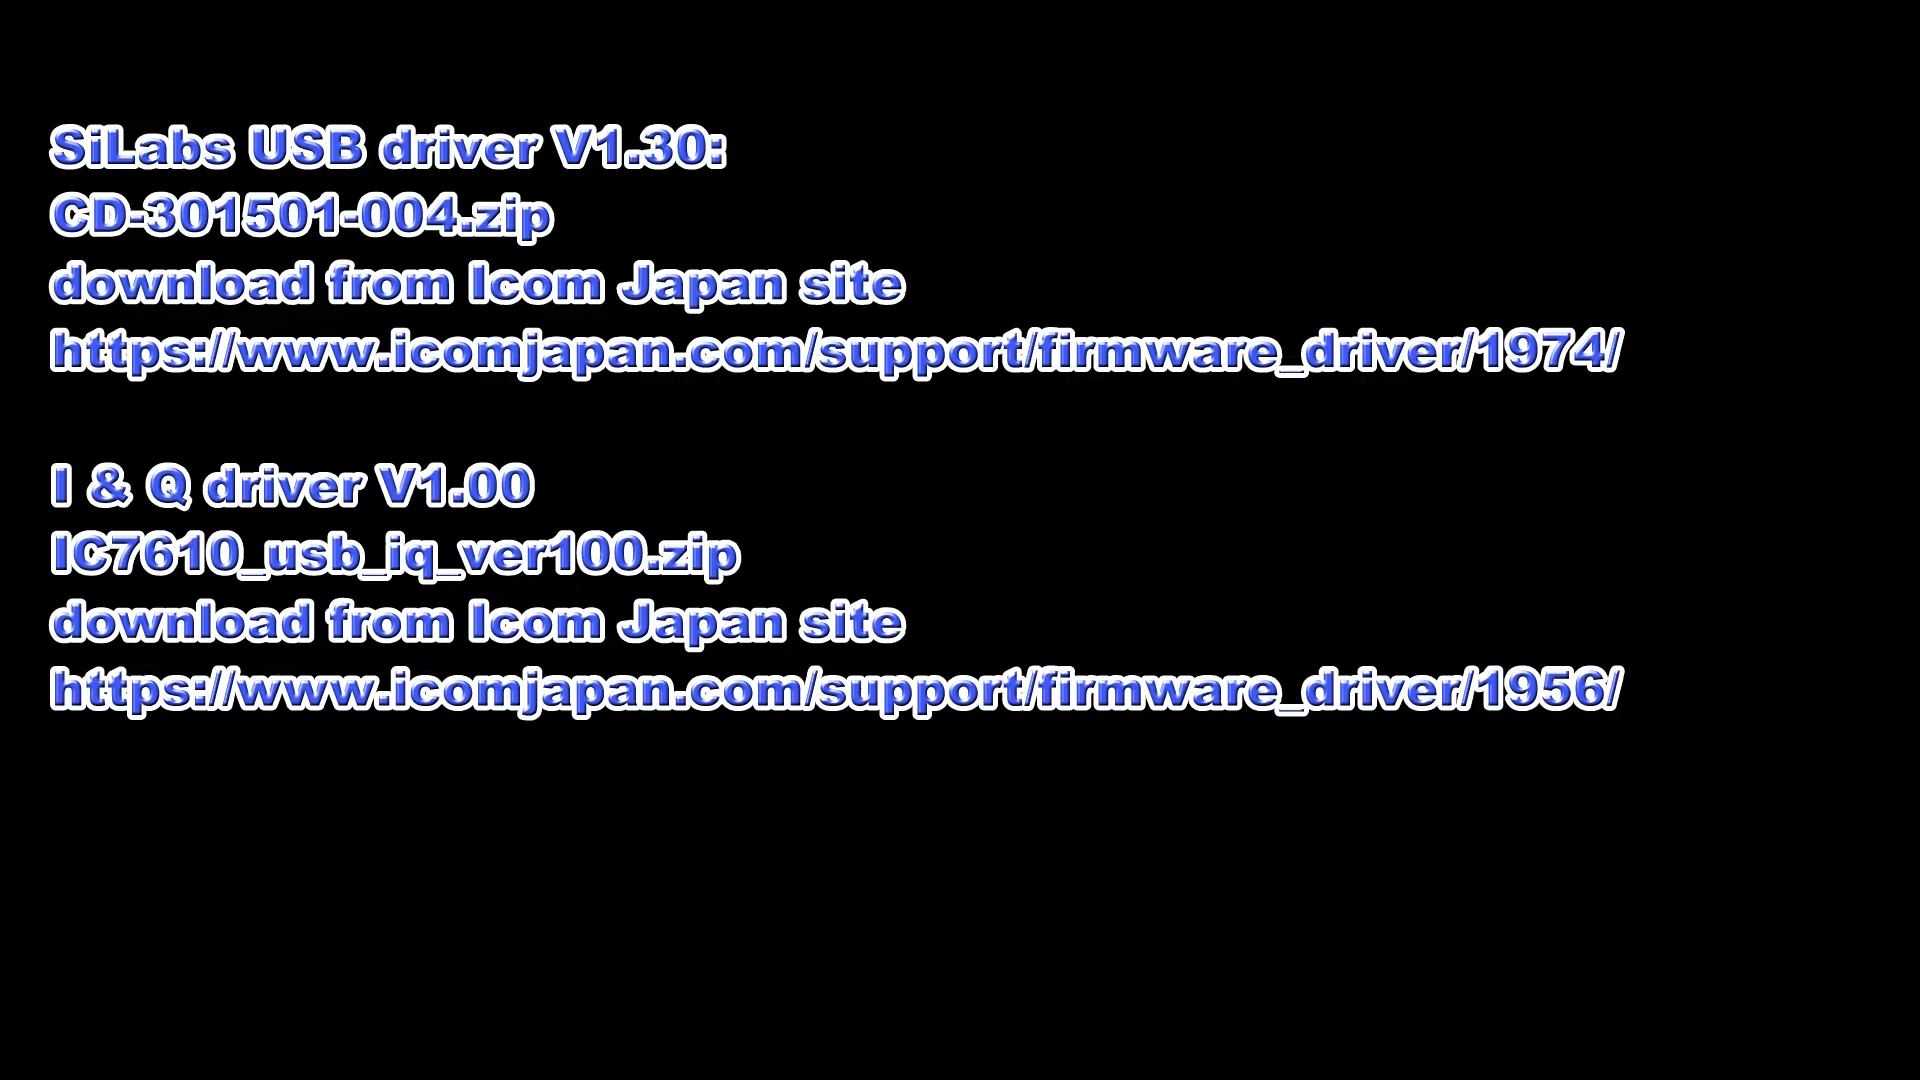 SiLabs USB driver V1.30:
CD-301501-004.zip
download from Icom Japan site
https://www.icomjapan.com/support/firmware_driver/1974/
I & Q driver V1.00
IC7610_usb_iq_ver100.zip
download from Icom Japan site
https://www.icomjapan.com/support/firmware_driver/1956/